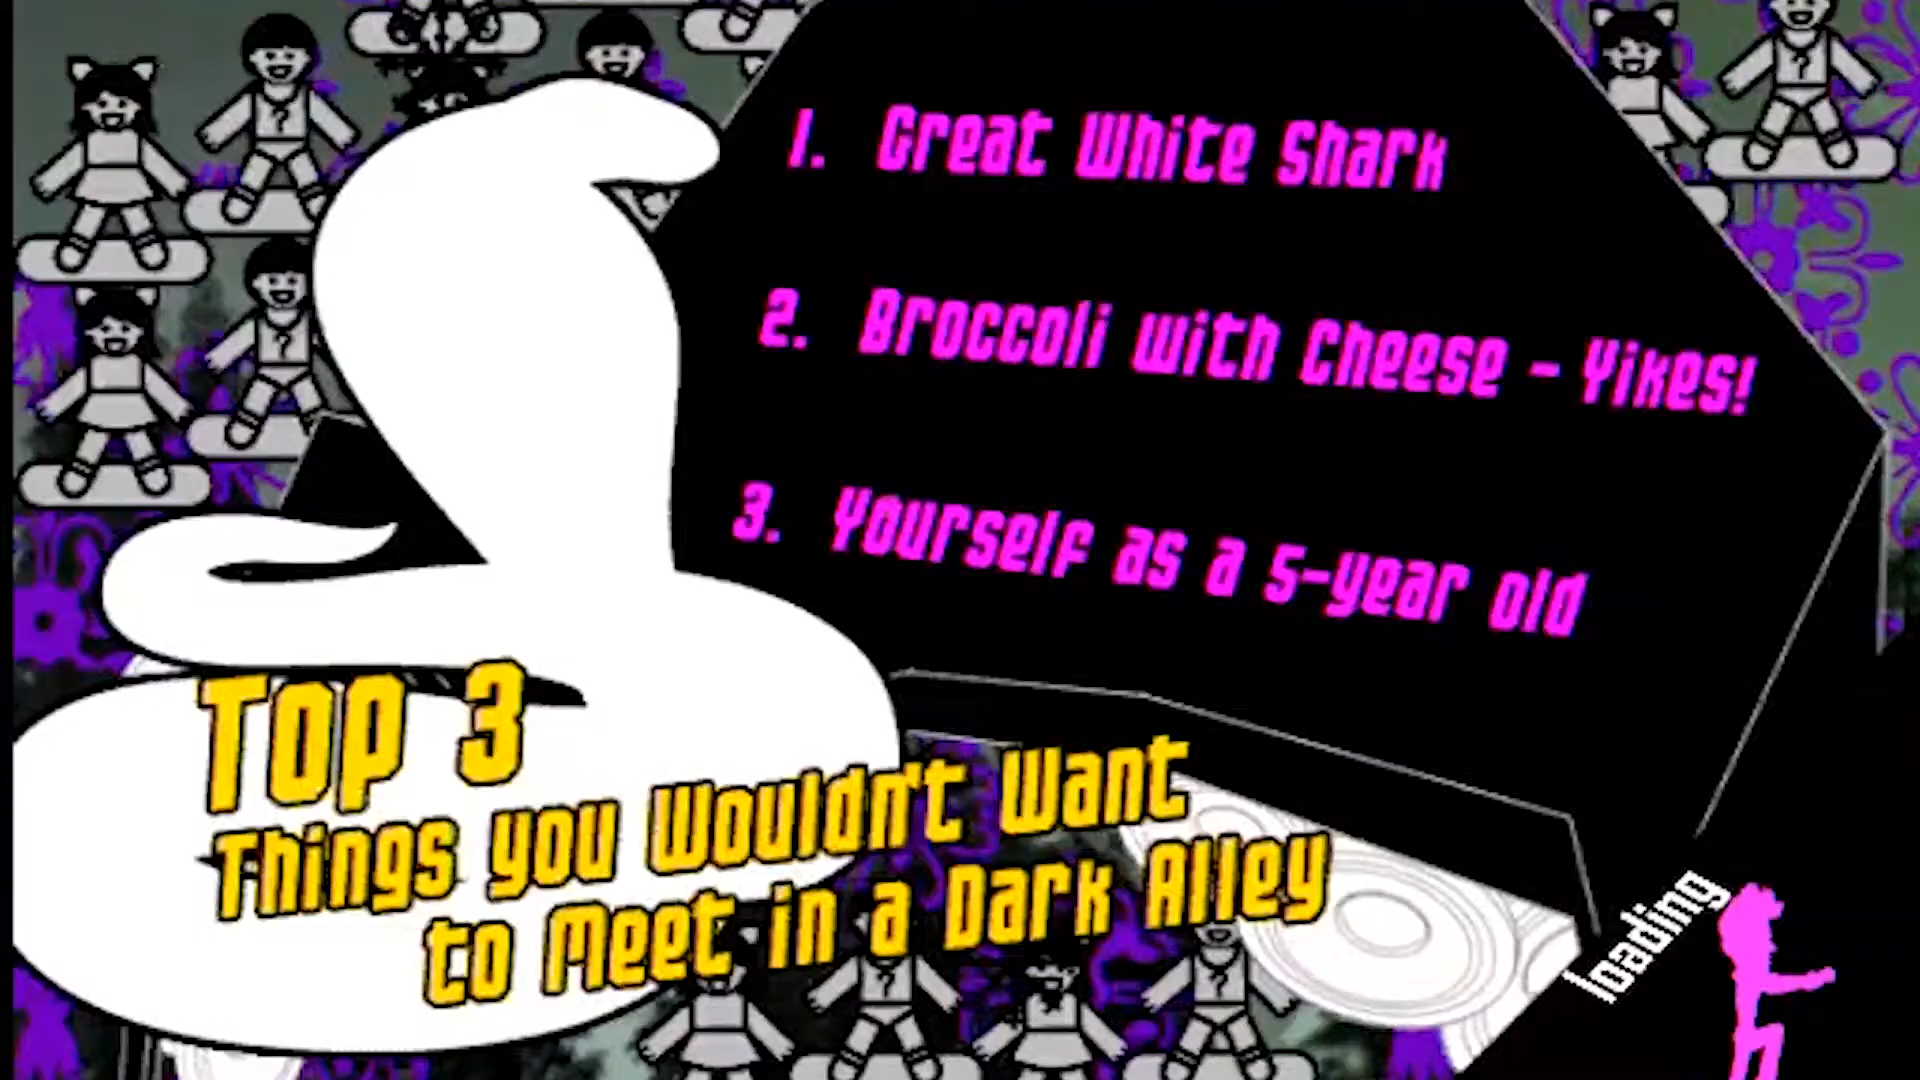 1. Great White Shark
2. Broccoli with Cheese - Yikes!
3. Yourself as a 5-year old
Top 3
Things you Wouldn't Want
to Meet in a Dark Alley
loading